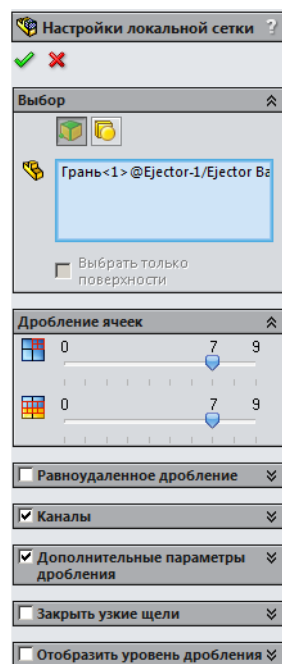 Настройки локальной сетки ?
Выбор
Грань<1>@Ejector-1/Ejector Ba
Выбрать только
поверхности
Дробление ячеек
0 7 9
0 7 9
Равноудаленное дробление
Каналы
Дополнительные параметры
дробления
Закрыть узкие щели
Отобразить уровень дробления